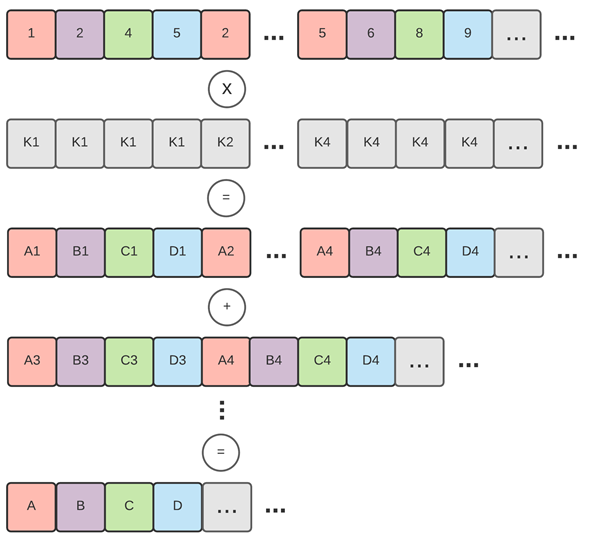 1 2 4 5 2 ... 5 6 8 9 ... ...
X
K1 K1 K1 K1 K2 ... K4 K4 K4 K4 ... ...
=
A1 B1 C1 D1 A2 ... A4 B4 C4 D4 ... ...
+
A3 B3 C3 D3 A4 B4 C4 D4 ... ...
⋮
=
A B C D ... ...